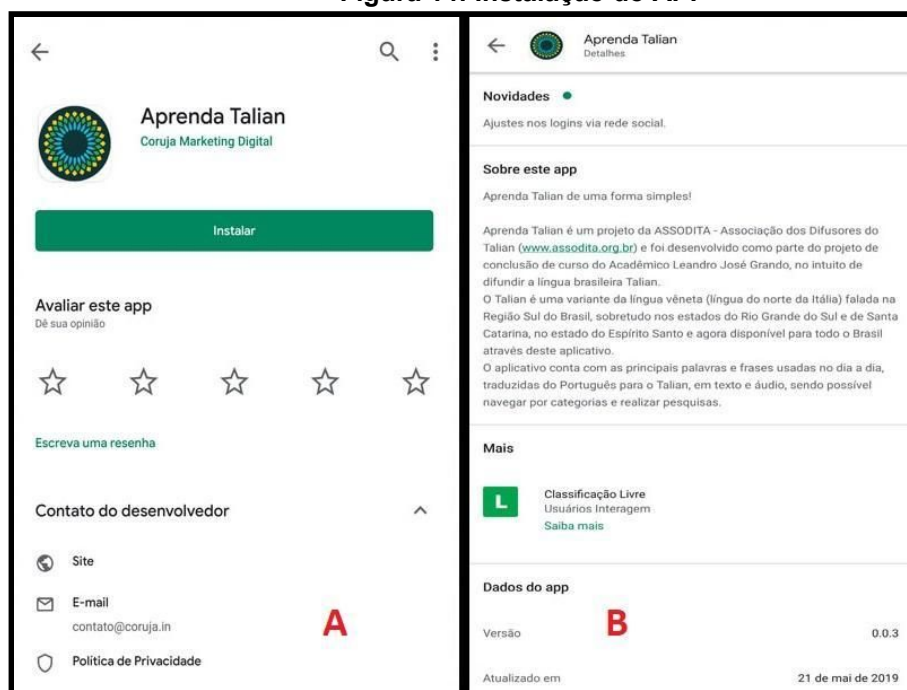 Aprenda Talian
Coruja Marketing Digital
Instalar
Avaliar este app
Dê sua opinião
Escreva uma resenha
Contato do desenvolvedor
Site
E-mail
contato@coruja.in
Política de Privacidade
A
Aprenda Talian
Detalhes
Novidades
Ajustes nos logins via rede social.
Sobre este app
Aprenda Talian de uma forma simples!
Aprenda Talian é um projeto da ASSODITA - Associação dos Difusores do
Talian (www.assodita.org.br) e foi desenvolvido como parte do projeto de
conclusão de curso do Acadêmico Leandro José Grando, no intuito de
difundir a língua brasileira Talian.
O Talian é uma variante da língua vêneta (língua do norte da Itália) falada na
Região Sul do Brasil, sobretudo nos estados do Rio Grande do Sul e de Santa
Catarina, no estado do Espírito Santo e agora disponível para todo o Brasil
através deste aplicativo.
O aplicativo conta com as principais palavras e frases usadas no dia a dia,
traduzidas do Português para o Talian, em texto e áudio, sendo possível
navegar por categorias e realizar pesquisas.
Mais
L
Classificação Livre
Usuários Interagem
Saiba mais
Dados do app
B
Versão 0.0.3
Atualizado em 21 de mai de 2019